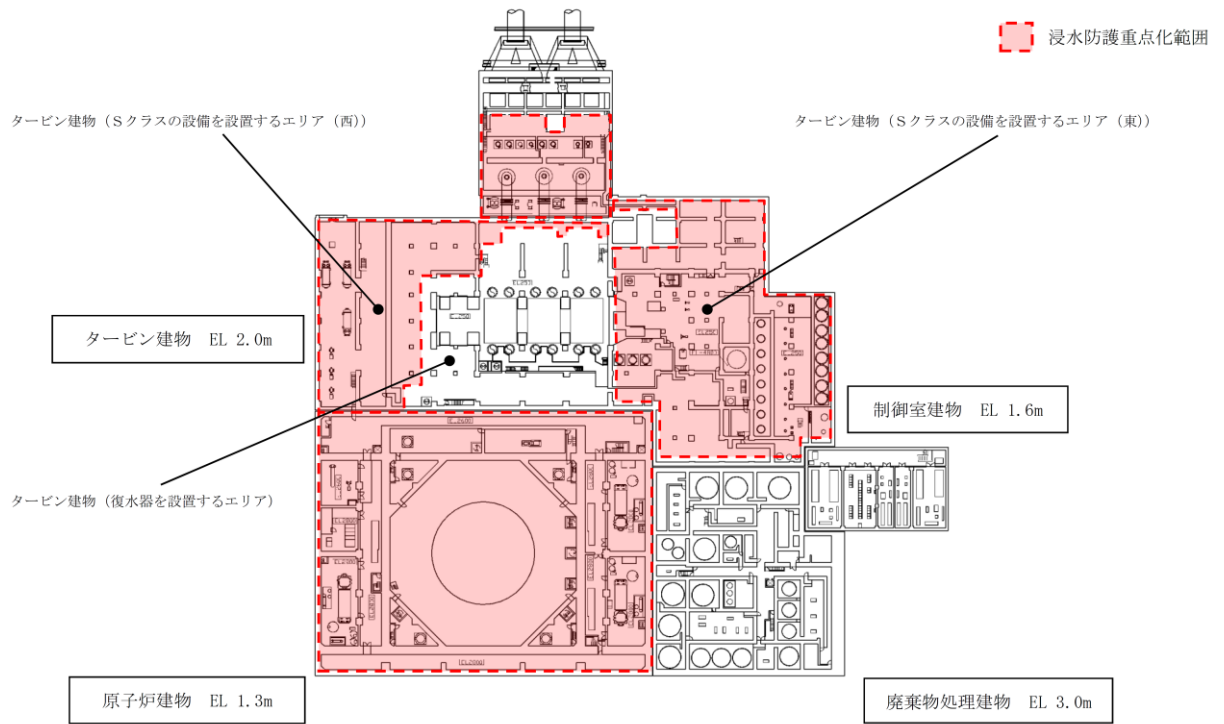 浸水防護重点化範囲
タービン建物（Ｓクラスの設備を設置するエリア（西））
タービン建物（Ｓクラスの設備を設置するエリア（東））
タービン建物　EL 2.0m
制御室建物　EL 1.6m
タービン建物（復水器を設置するエリア）
原子炉建物　EL 1.3m
廃棄物処理建物　EL 3.0m